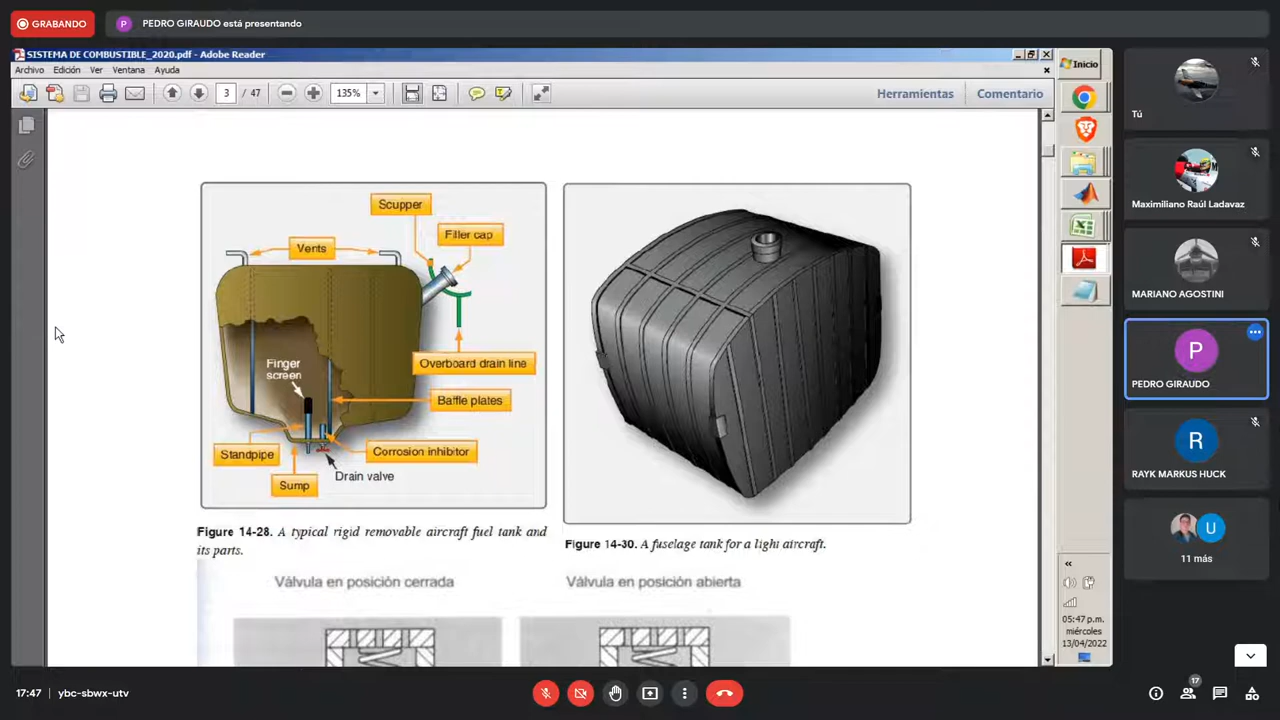 GRABANDO
P
PEDRO GIRAUDO está presentando
SISTEMA DE COMBUSTIBLE_2020.pdf - Adobe Reader
Archivo Edición Ver Ventana Ayuda
3 / 47
135%
Herramientas
Comentario
Scupper
Filler cap
Vents
Finger
screen
Overboard drain line
Baffle plates
Corrosion inhibitor
Standpipe
Drain valve
Sump
Figure 14-28. A typical rigid removable aircraft fuel tank and
its parts.
Figure 14-30. A fuselage tank for a light aircraft.
Válvula en posición cerrada
Válvula en posición abierta
Inicio
05:47 p.m.
miércoles
13/04/2022
Tú
Maximiliano Raúl Ladavaz
MARIANO AGOSTINI
P
PEDRO GIRAUDO
R
RAYK MARKUS HUCK
U
11 más
17:47
ybc-sbwx-utv
17